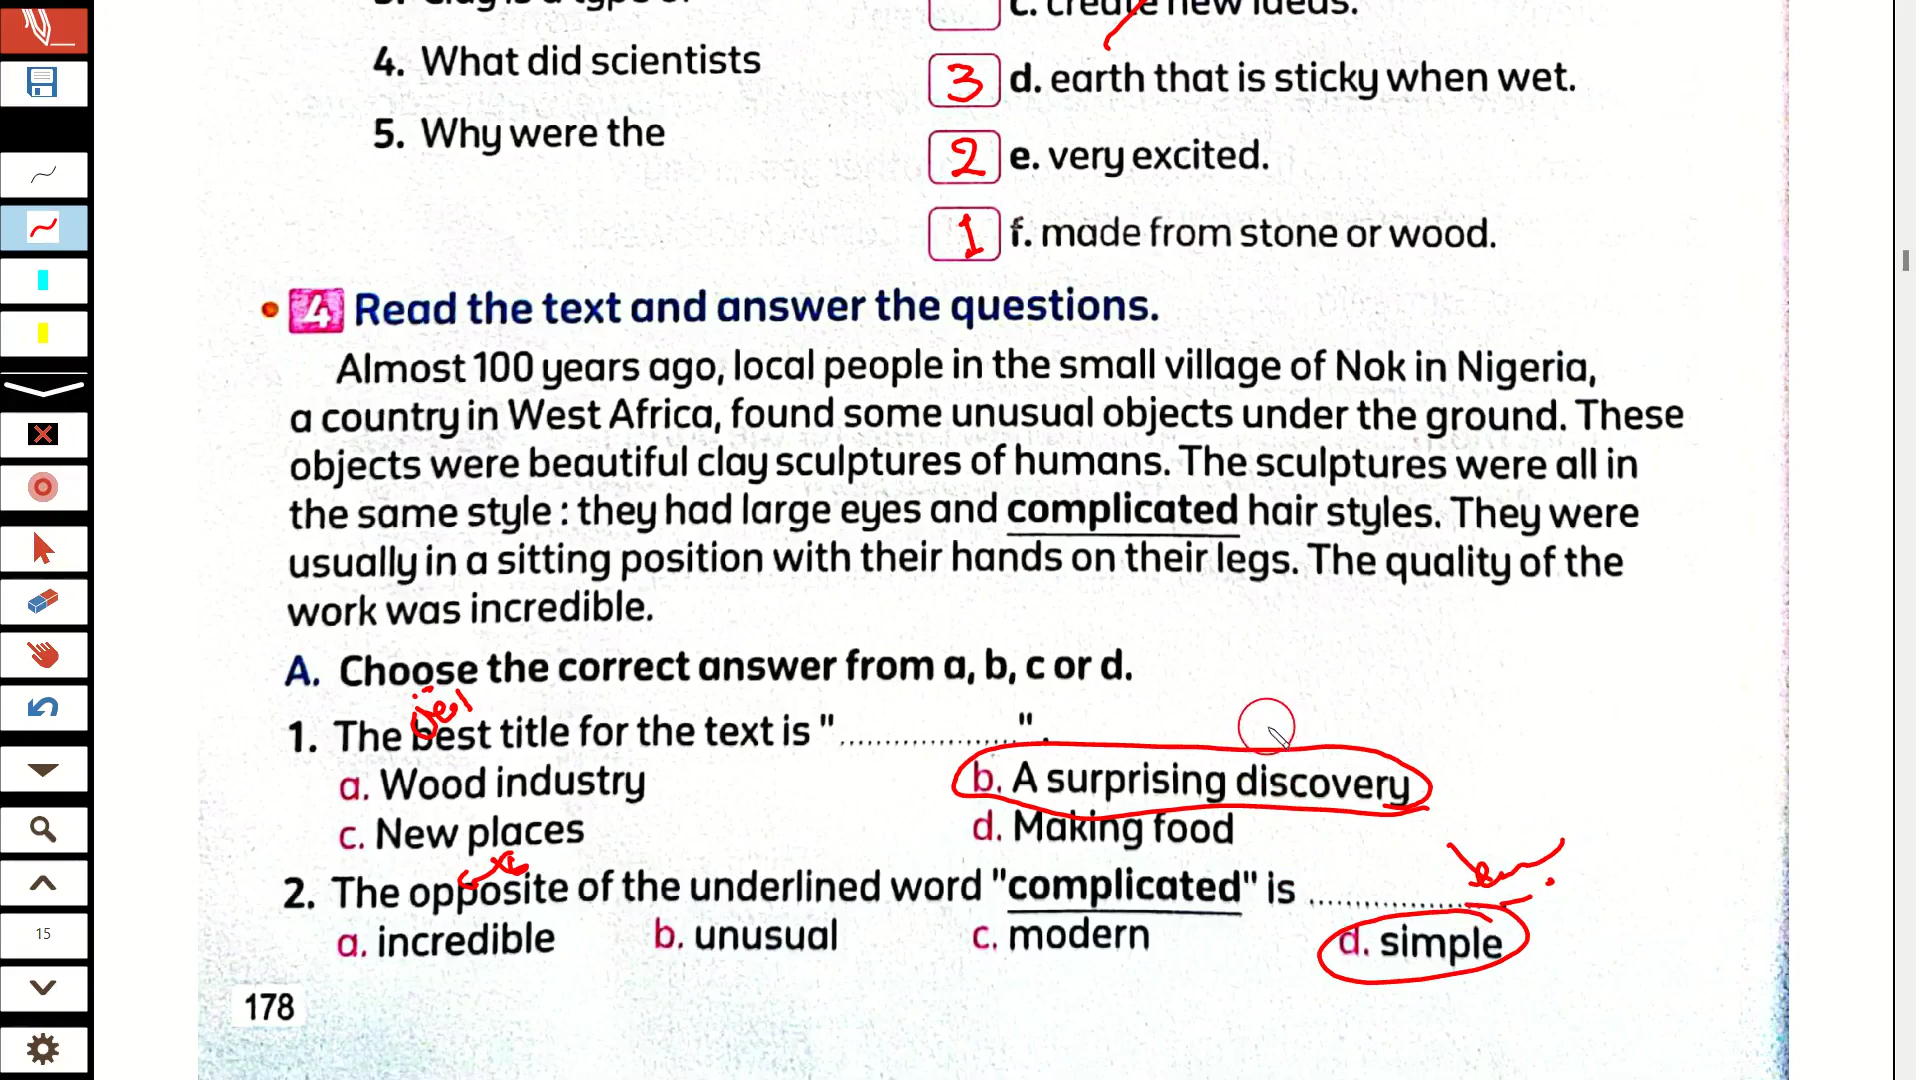 4. What did scientists
5. Why were the
c. create new ideas.
3 d. earth that is sticky when wet.
2 e. very excited.
1 f. made from stone or wood.
4 Read the text and answer the questions.
Almost 100 years ago, local people in the small village of Nok in Nigeria,
a country in West Africa, found some unusual objects under the ground. These
objects were beautiful clay sculptures of humans. The sculptures were all in
the same style : they had large eyes and complicated hair styles. They were
usually in a sitting position with their hands on their legs. The quality of the
work was incredible.
A. Choose the correct answer from a, b, c or d.
1. The best title for the text is "....................".
a. Wood industry
b. A surprising discovery
c. New places
d. Making food
2. The opposite of the underlined word "complicated" is ....................
a. incredible
b. unusual
c. modern
d. simple
178
15